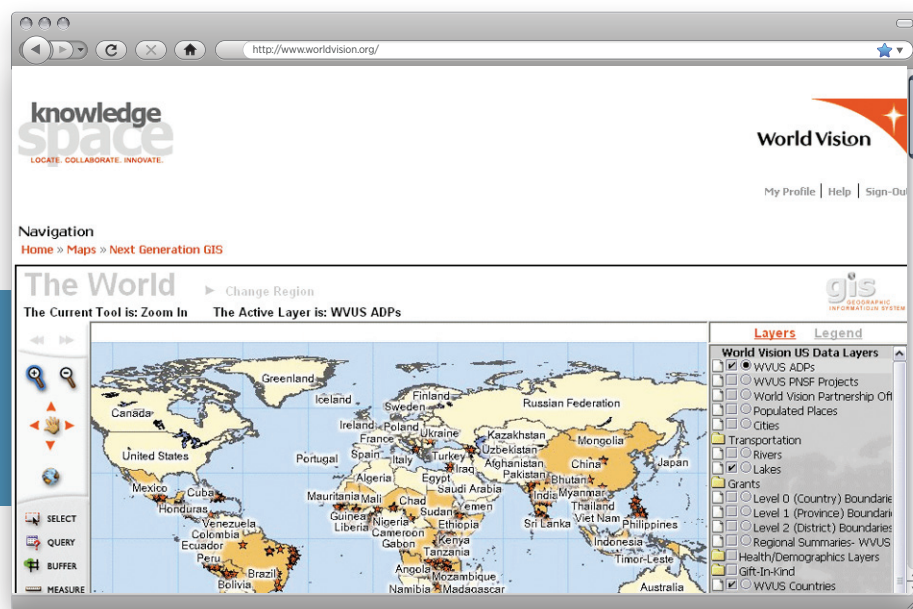 http://www.worldvision.org/
knowledge
space
LOCATE. COLLABORATE. INNOVATE.
World Vision
My Profile | Help | Sign-Ou
Navigation
Home » Maps » Next Generation GIS
The World
Change Region
gis
GEOGRAPHIC
INFORMATION SYSTEM
The Current Tool is: Zoom In
The Active Layer is: WVUS ADPs
SELECT
QUERY
BUFFER
MEASURE
Greenland
Iceland
Finland
Sweden
Russian Federation
Canada
Ireland
Poland
Ukraine
France
Kazakhstan
Mongolia
United States
Portugal
Spain
Italy
Turkey
Uzbekistan
Afghanistan
China
Japan
Iraq
Pakistan
Algeria
Egypt
Bhutan
Mexico
Cuba
Mauritania
Mali
Chad
Saudi Arabia
India
Myanmar
Honduras
Sudan
Yemen
Thailand
Guinea
Nigeria
Ethiopia
Viet Nam
Philippines
Venezuela
Liberia
Cameroon
Sri Lanka
Colombia
Gabon
Kenya
Indonesia
Ecuador
Tanzania
Timor-Leste
Peru
Brazil
Angola
Mozambique
Bolivia
Namibia
Madagascar
Australia
Layers
Legend
World Vision US Data Layers
WVUS ADPs
WVUS PNSF Projects
World Vision Partnership Off
Populated Places
Cities
Transportation
Rivers
Lakes
Grants
Level 0 (Country) Boundarie
Level 1 (Province) Boundari
Level 2 (District) Boundaries
Regional Summaries- WVUS
Health/Demographics Layers
Gift-In-Kind
WVUS Countries